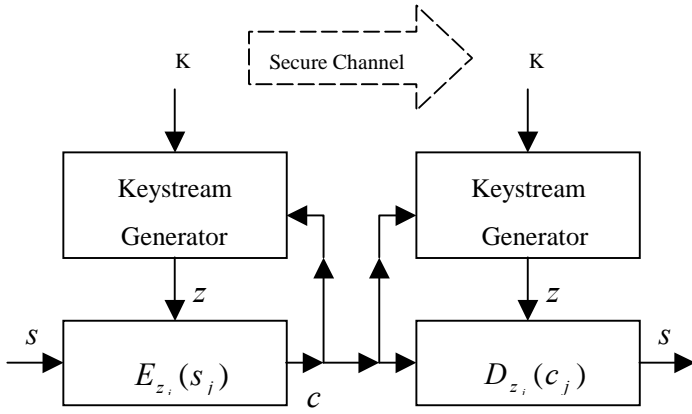 K
Secure Channel
K
Keystream
Generator
Keystream
Generator
z
z
s
E_{z_i}(s_j)
c
D_{z_i}(c_j)
s